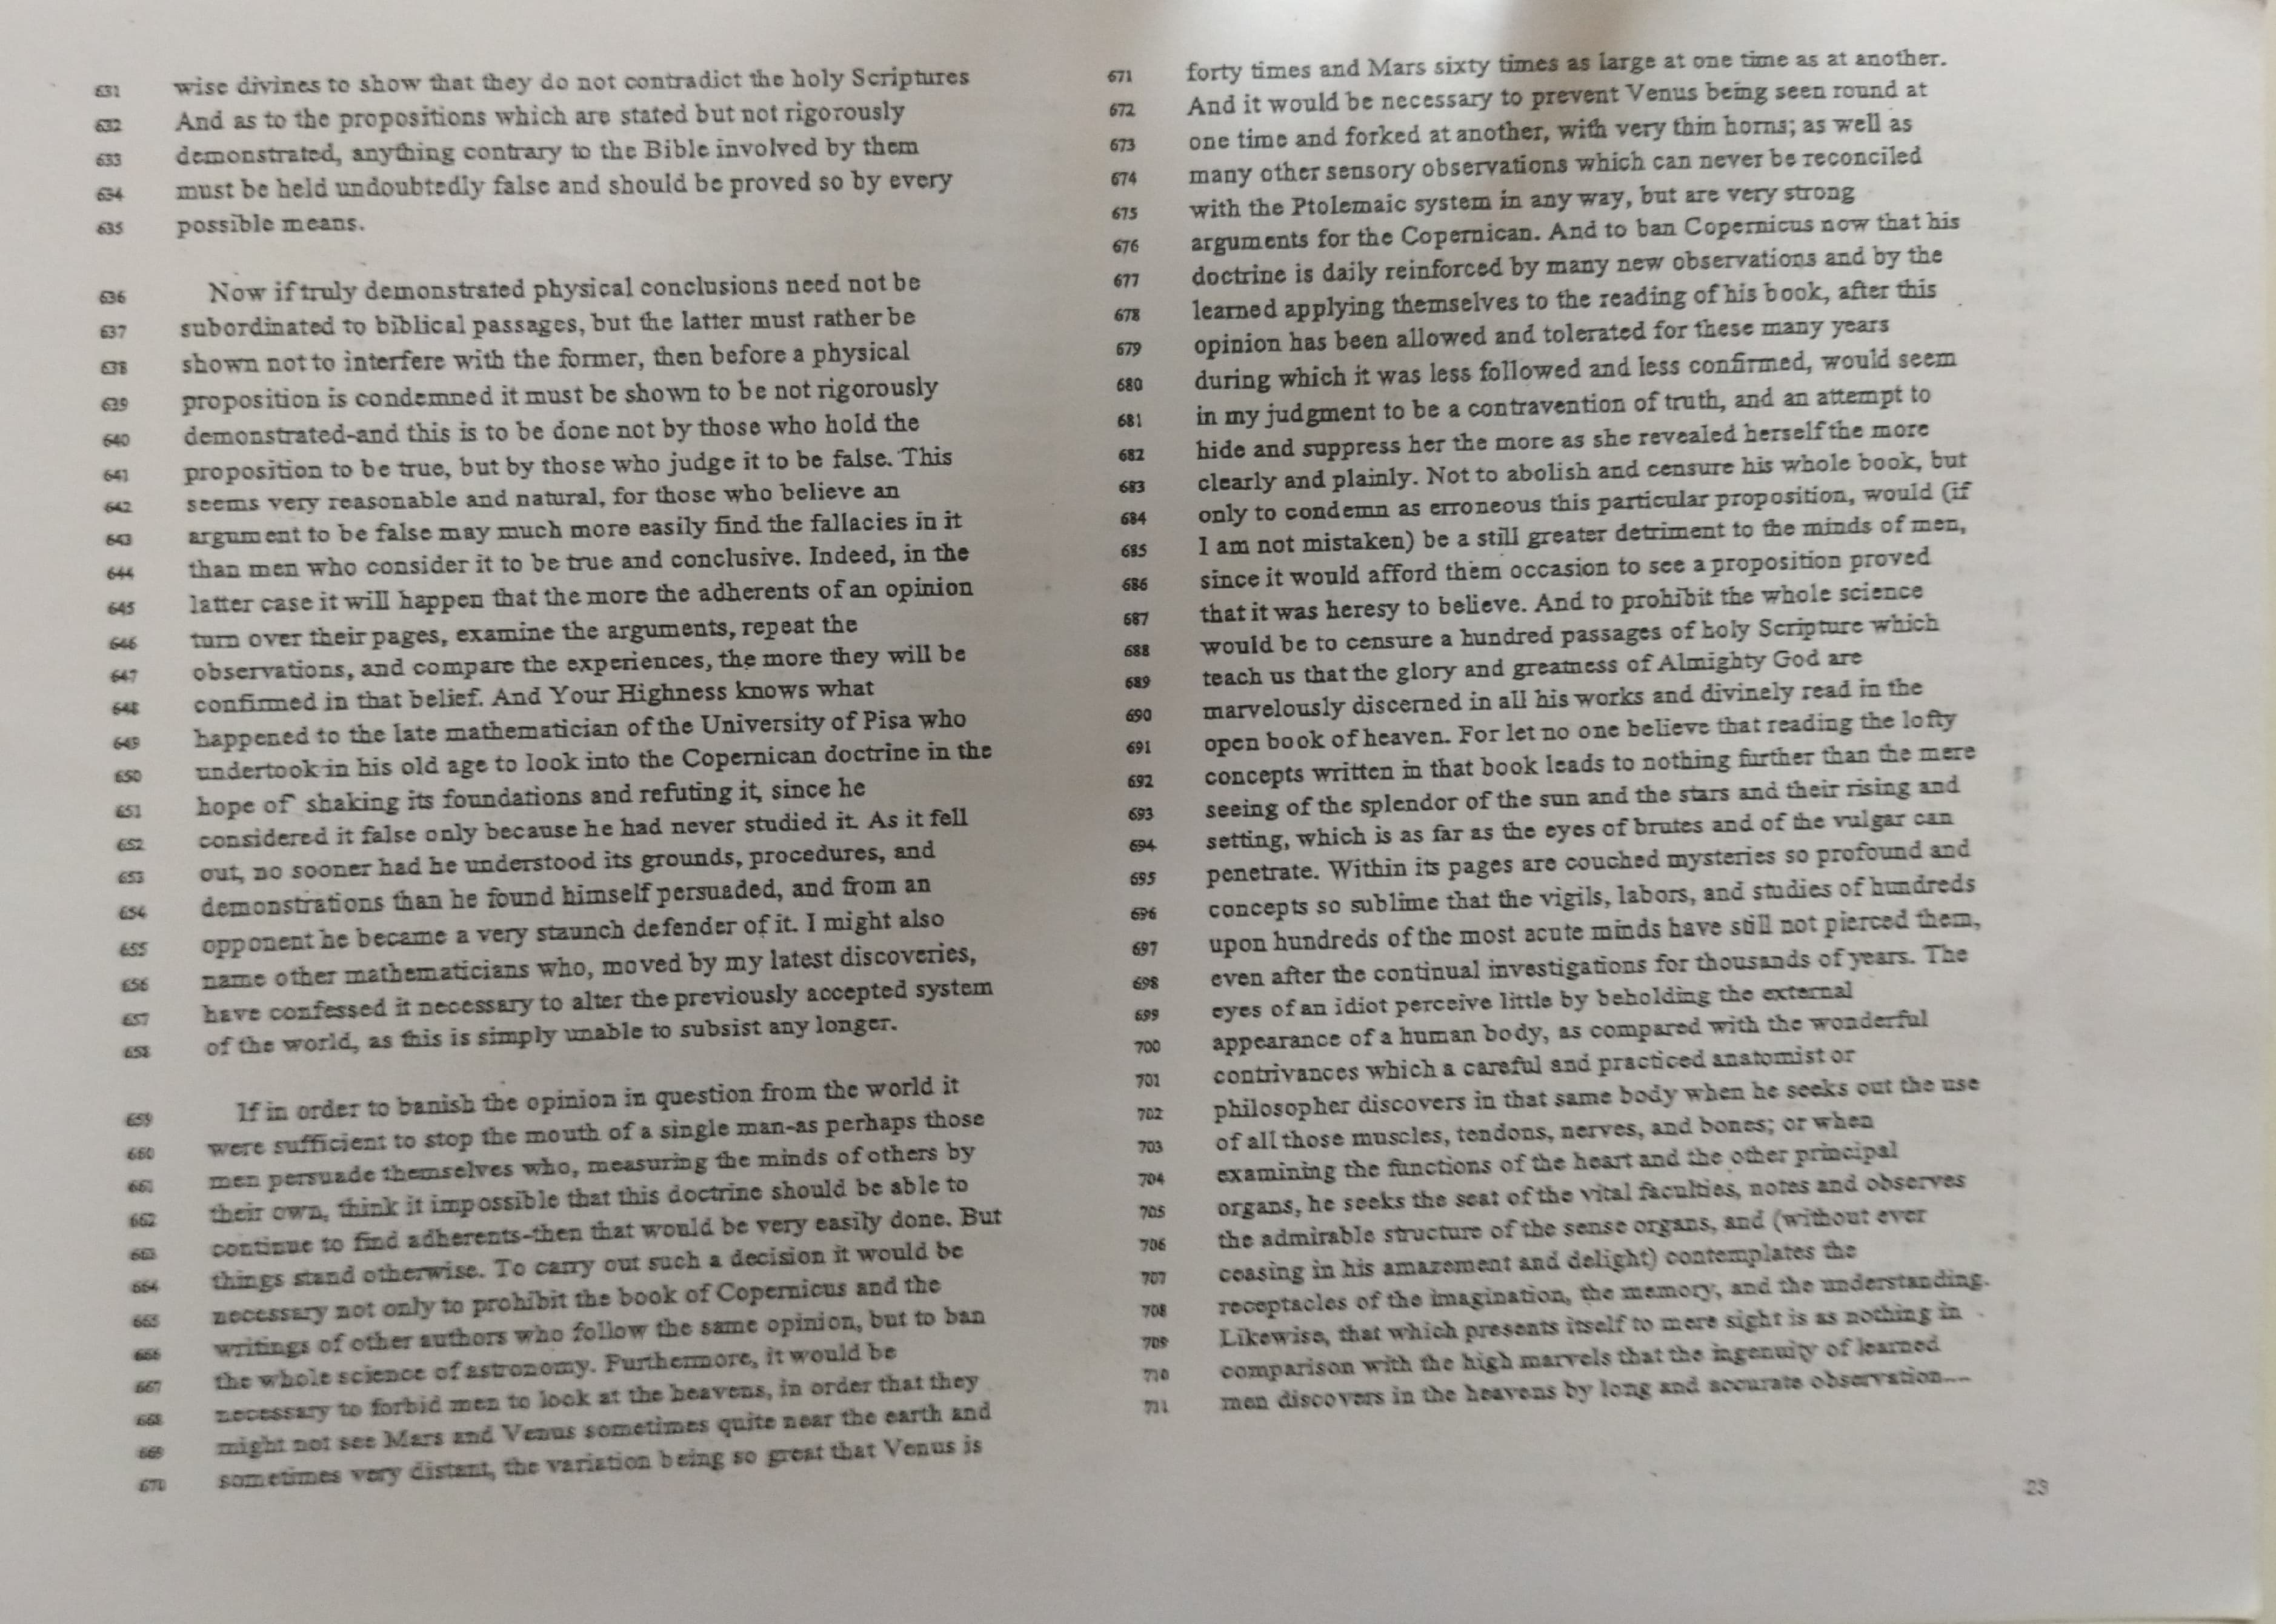 631 wise divines to show that they do not contradict the holy Scriptures
632 And as to the propositions which are stated but not rigorously
633 demonstrated, anything contrary to the Bible involved by them
634 must be held undoubtedly false and should be proved so by every
635 possible means.
636 Now if truly demonstrated physical conclusions need not be
637 subordinated to biblical passages, but the latter must rather be
638 shown not to interfere with the former, then before a physical
639 proposition is condemned it must be shown to be not rigorously
640 demonstrated-and this is to be done not by those who hold the
641 proposition to be true, but by those who judge it to be false. This
642 seems very reasonable and natural, for those who believe an
643 argument to be false may much more easily find the fallacies in it
644 than men who consider it to be true and conclusive. Indeed, in the
645 latter case it will happen that the more the adherents of an opinion
646 turn over their pages, examine the arguments, repeat the
647 observations, and compare the experiences, the more they will be
648 confirmed in that belief. And Your Highness knows what
649 happened to the late mathematician of the University of Pisa who
650 undertook in his old age to look into the Copernican doctrine in the
651 hope of shaking its foundations and refuting it, since he
652 considered it false only because he had never studied it. As it fell
653 out, no sooner had he understood its grounds, procedures, and
654 demonstrations than he found himself persuaded, and from an
655 opponent he became a very staunch defender of it. I might also
656 name other mathematicians who, moved by my latest discoveries,
657 have confessed it necessary to alter the previously accepted system
658 of the world, as this is simply unable to subsist any longer.
659 If in order to banish the opinion in question from the world it
660 were sufficient to stop the mouth of a single man-as perhaps those
661 men persuade themselves who, measuring the minds of others by
662 their own, think it impossible that this doctrine should be able to
663 continue to find adherents-then that would be very easily done. But
664 things stand otherwise. To carry out such a decision it would be
665 necessary not only to prohibit the book of Copernicus and the
666 writings of other authors who follow the same opinion, but to ban
667 the whole science of astronomy. Furthermore, it would be
668 necessary to forbid men to look at the heavens, in order that they
669 might not see Mars and Venus sometimes quite near the earth and
670 sometimes very distant, the variation being so great that Venus is
671 forty times and Mars sixty times as large at one time as at another.
672 And it would be necessary to prevent Venus being seen round at
673 one time and forked at another, with very thin horns; as well as
674 many other sensory observations which can never be reconciled
675 with the Ptolemaic system in any way, but are very strong
676 arguments for the Copernican. And to ban Copernicus now that his
677 doctrine is daily reinforced by many new observations and by the
678 learned applying themselves to the reading of his book, after this
679 opinion has been allowed and tolerated for these many years
680 during which it was less followed and less confirmed, would seem
681 in my judgment to be a contravention of truth, and an attempt to
682 hide and suppress her the more as she revealed herself the more
683 clearly and plainly. Not to abolish and censure his whole book, but
684 only to condemn as erroneous this particular proposition, would (if
685 I am not mistaken) be a still greater detriment to the minds of men,
686 since it would afford them occasion to see a proposition proved
687 that it was heresy to believe. And to prohibit the whole science
688 would be to censure a hundred passages of holy Scripture which
689 teach us that the glory and greatness of Almighty God are
690 marvelously discerned in all his works and divinely read in the
691 open book of heaven. For let no one believe that reading the lofty
692 concepts written in that book leads to nothing further than the mere
693 seeing of the splendor of the sun and the stars and their rising and
694 setting, which is as far as the eyes of brutes and of the vulgar can
695 penetrate. Within its pages are couched mysteries so profound and
696 concepts so sublime that the vigils, labors, and studies of hundreds
697 upon hundreds of the most acute minds have still not pierced them,
698 even after the continual investigations for thousands of years. The
699 eyes of an idiot perceive little by beholding the external
700 appearance of a human body, as compared with the wonderful
701 contrivances which a careful and practiced anatomist or
702 philosopher discovers in that same body when he seeks out the use
703 of all those muscles, tendons, nerves, and bones; or when
704 examining the functions of the heart and the other principal
705 organs, he seeks the seat of the vital faculties, notes and observes
706 the admirable structure of the sense organs, and (without ever
707 ceasing in his amazement and delight) contemplates the
708 receptacles of the imagination, the memory, and the understanding.
709 Likewise, that which presents itself to mere sight is as nothing in
710 comparison with the high marvels that the ingenuity of learned
711 men discovers in the heavens by long and accurate observation....
23